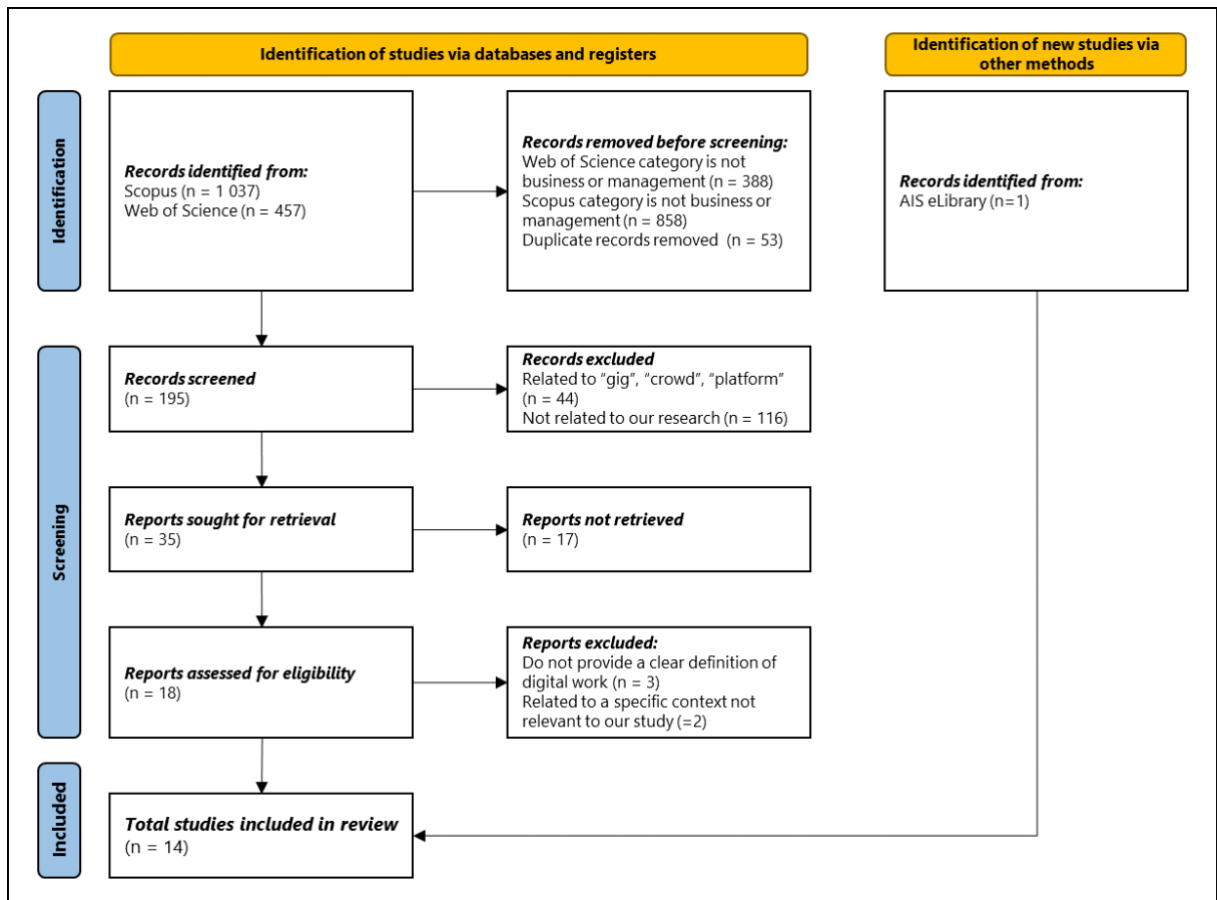 Identification of studies via databases and registers
Identification of new studies via
other methods
Identification
Records identified from:
Scopus (n = 1 037)
Web of Science (n = 457)
Records removed before screening:
Web of Science category is not
business or management (n = 388)
Scopus category is not business or
management (n = 858)
Duplicate records removed (n = 53)
Records identified from:
AIS eLibrary (n=1)
Screening
Records screened
(n = 195)
Records excluded
Related to “gig”, “crowd”, “platform”
(n = 44)
Not related to our research (n = 116)
Reports sought for retrieval
(n = 35)
Reports not retrieved
(n = 17)
Reports assessed for eligibility
(n = 18)
Reports excluded:
Do not provide a clear definition of
digital work (n = 3)
Related to a specific context not
relevant to our study (=2)
Included
Total studies included in review
(n = 14)